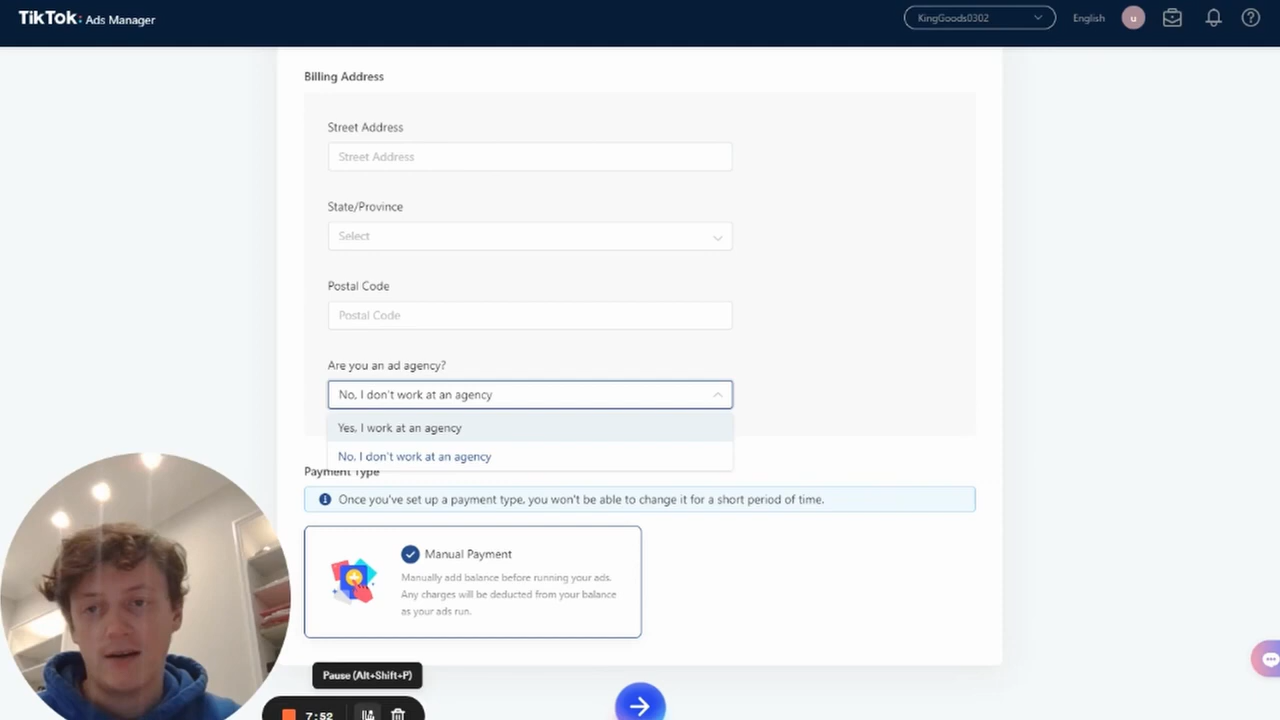 TikTok: Ads Manager
KingGoods0302
English
u
Billing Address
Street Address
Street Address
State/Province
Select
Postal Code
Postal Code
Are you an ad agency?
No, I don't work at an agency
Yes, I work at an agency
No, I don't work at an agency
Payment Type
Once you've set up a payment type, you won't be able to change it for a short period of time.
Manual Payment
Manually add balance before running your ads.
Any charges will be deducted from your balance
as your ads run.
Pause (Alt+Shift+P)
7:52